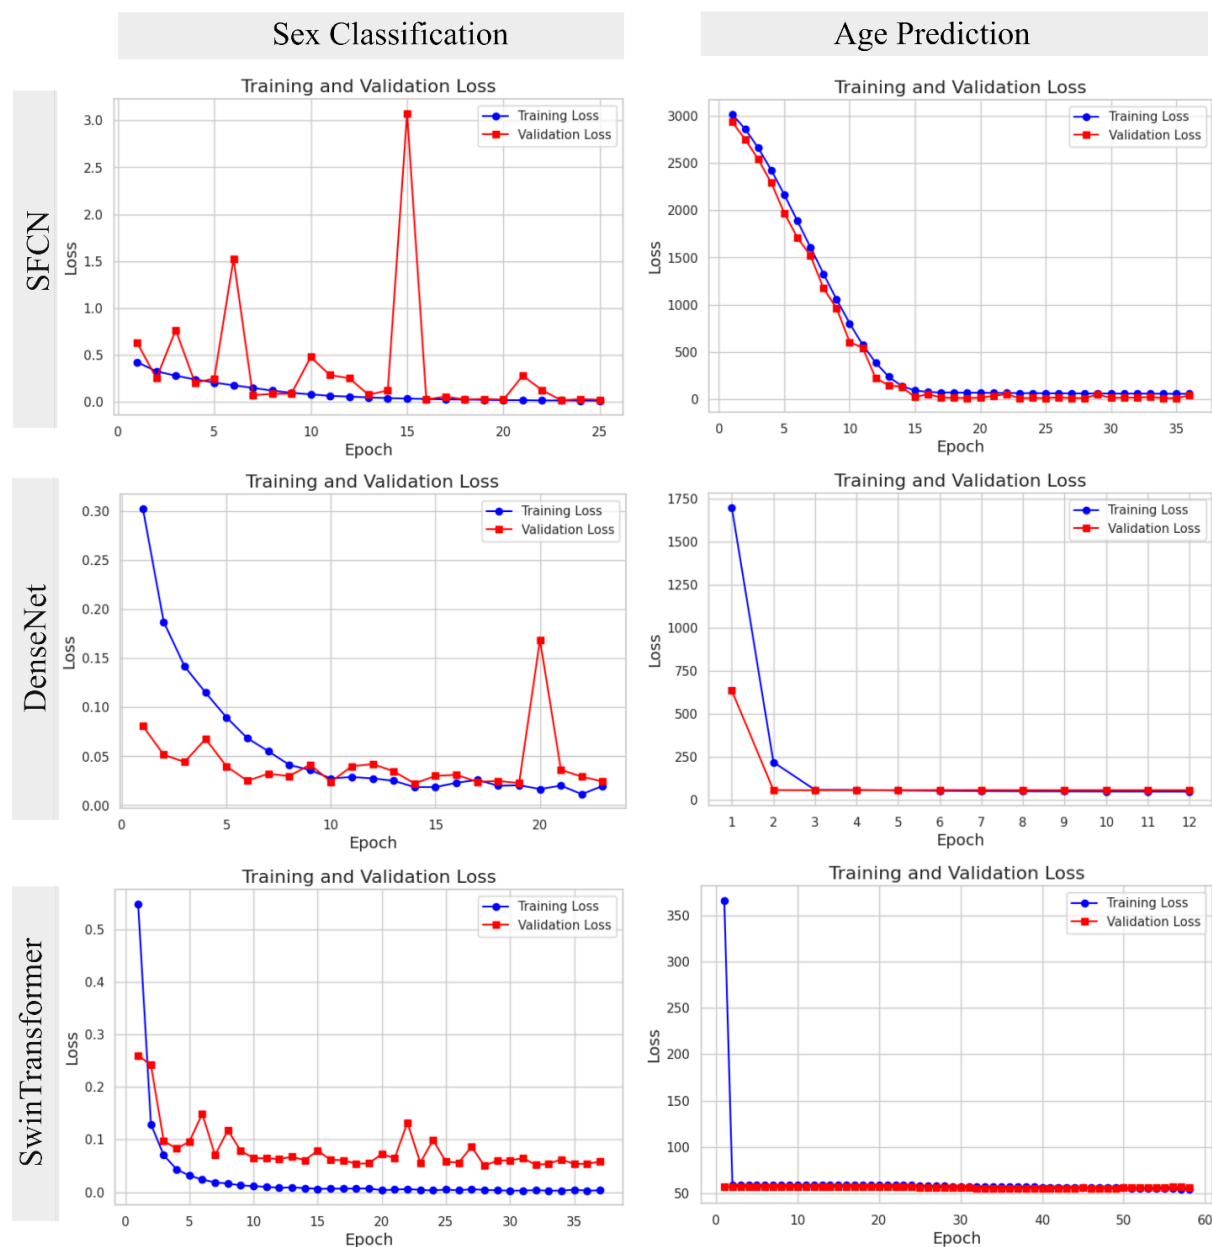 Sex Classification
Age Prediction
SFCN
Training and Validation Loss
Training Loss
Validation Loss
3.0
2.5
2.0
1.5
1.0
0.5
0.0
Loss
0 5 10 15 20 25
Epoch
Training and Validation Loss
Training Loss
Validation Loss
3000
2500
2000
1500
1000
500
0
Loss
0 5 10 15 20 25 30 35
Epoch
DenseNet
Training and Validation Loss
Training Loss
Validation Loss
0.30
0.25
0.20
0.15
0.10
0.05
0.00
Loss
0 5 10 15 20
Epoch
Training and Validation Loss
Training Loss
Validation Loss
1750
1500
1250
1000
750
500
250
0
Loss
1 2 3 4 5 6 7 8 9 10 11 12
Epoch
SwinTransformer
Training and Validation Loss
Training Loss
Validation Loss
0.5
0.4
0.3
0.2
0.1
0.0
Loss
0 5 10 15 20 25 30 35
Epoch
Training and Validation Loss
Training Loss
Validation Loss
350
300
250
200
150
100
50
Loss
0 10 20 30 40 50 60
Epoch